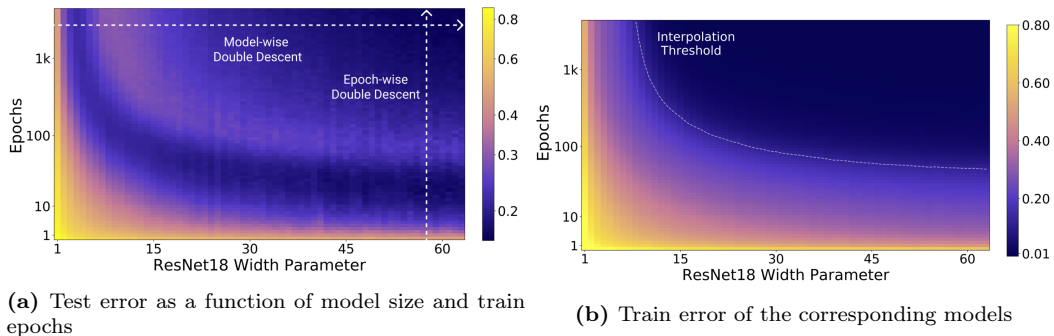 Model-wise
Double Descent
Epoch-wise
Double Descent
Epochs
1k
100
10
1
1
15
30
45
60
ResNet18 Width Parameter
0.8
0.6
0.4
0.3
0.2
(a) Test error as a function of model size and train
epochs
Interpolation
Threshold
Epochs
1k
100
10
1
01
15
30
45
60
ResNet18 Width Parameter
0.80
0.60
0.40
0.20
0.01
(b) Train error of the corresponding models